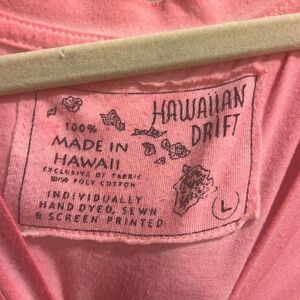 HAWAIIAN
DRIFT
100%
MADE IN
HAWAII
EXCLUSIVE OF FABRIC
50/50 POLY COTTON
INDIVIDUALLY
HAND DYED, SEWN
& SCREEN PRINTED
L